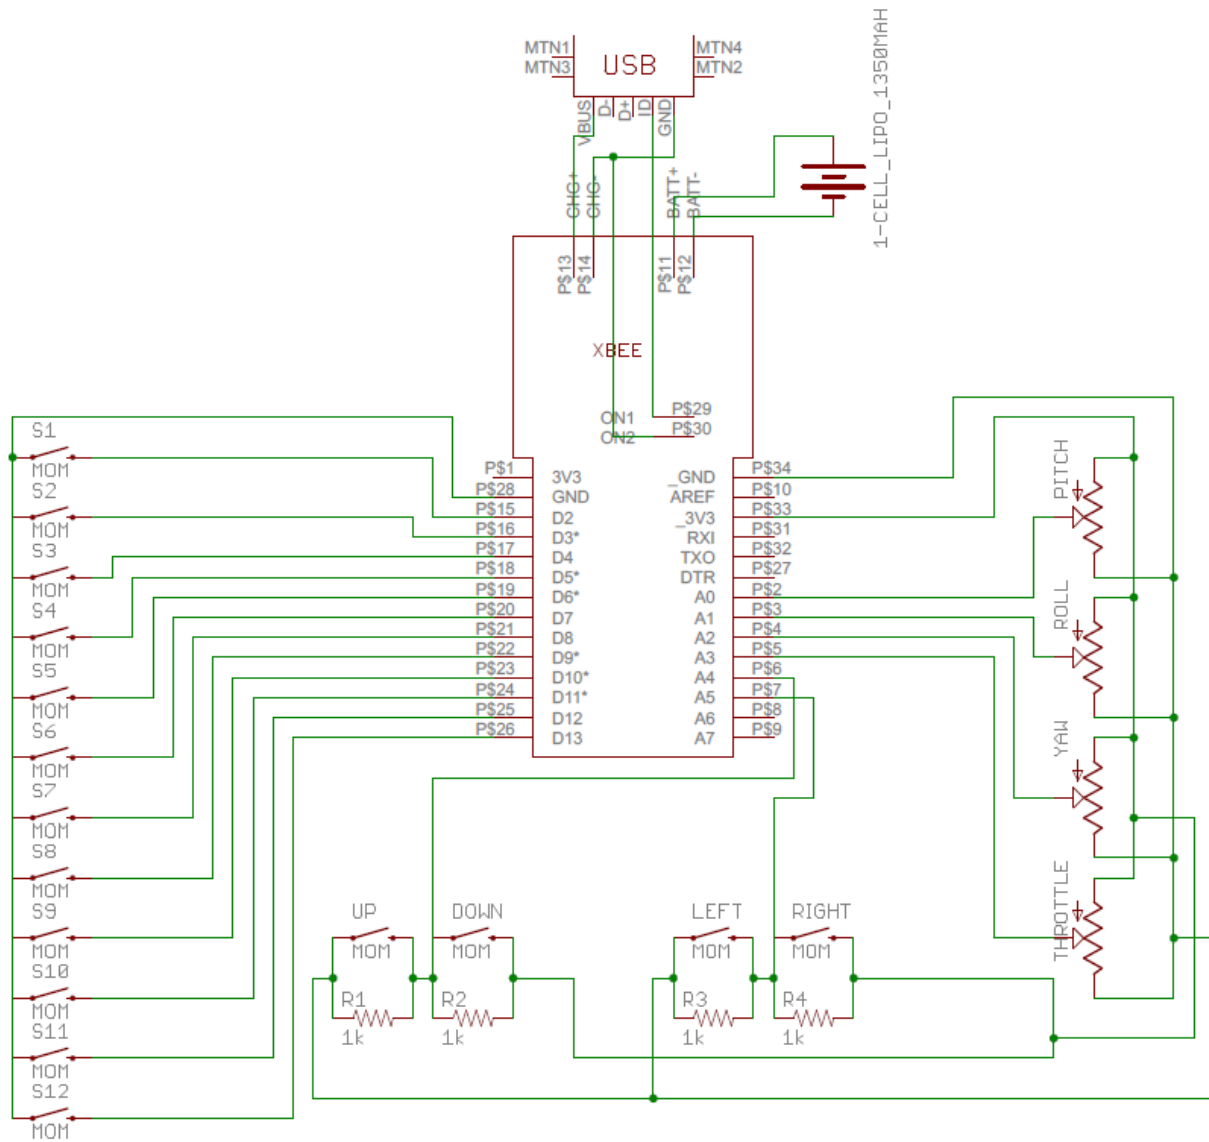 MTN1
MTN3
USB
MTN4
MTN2
VBUS
D-
D+
ID
GND
1-CELL_LIPO_1350MAH
CHG+
CHG-
BATT+
BATT-
P$13
P$14
P$11
P$12
XBEE
ON1 P$29
ON2 P$30
P$1 3V3
P$28 GND
P$15 D2
P$16 D3*
P$17 D4
P$18 D5*
P$19 D6*
P$20 D7
P$21 D8
P$22 D9*
P$23 D10*
P$24 D11*
P$25 D12
P$26 D13
_GND P$34
AREF P$10
_3V3 P$33
RXI P$31
TXO P$32
DTR P$27
A0 P$2
A1 P$3
A2 P$4
A3 P$5
A4 P$6
A5 P$7
A6 P$8
A7 P$9
S1
MOM
S2
MOM
S3
MOM
S4
MOM
S5
MOM
S6
MOM
S7
MOM
S8
MOM
S9
MOM
S10
MOM
S11
MOM
S12
MOM
PITCH
ROLL
YAW
THROTTLE
UP
MOM
R1
1k
DOWN
MOM
R2
1k
LEFT
MOM
R3
1k
RIGHT
MOM
R4
1k